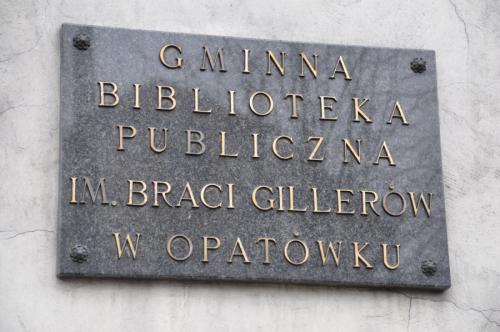 GMINNA
BIBLIOTEKA
PUBLICZNA
IM. BRACI GILLERÓW
W OPATÓWKU